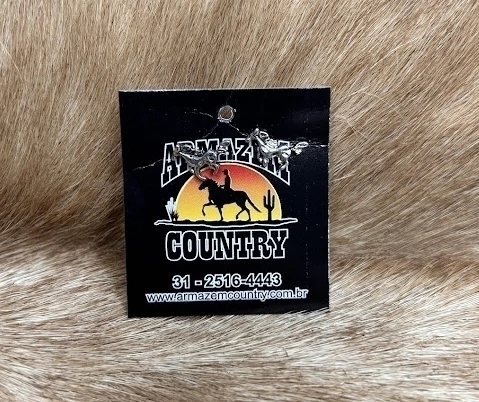 ARMAZEM
COUNTRY
31 - 2516-4443
www.armazemcountry.com.br